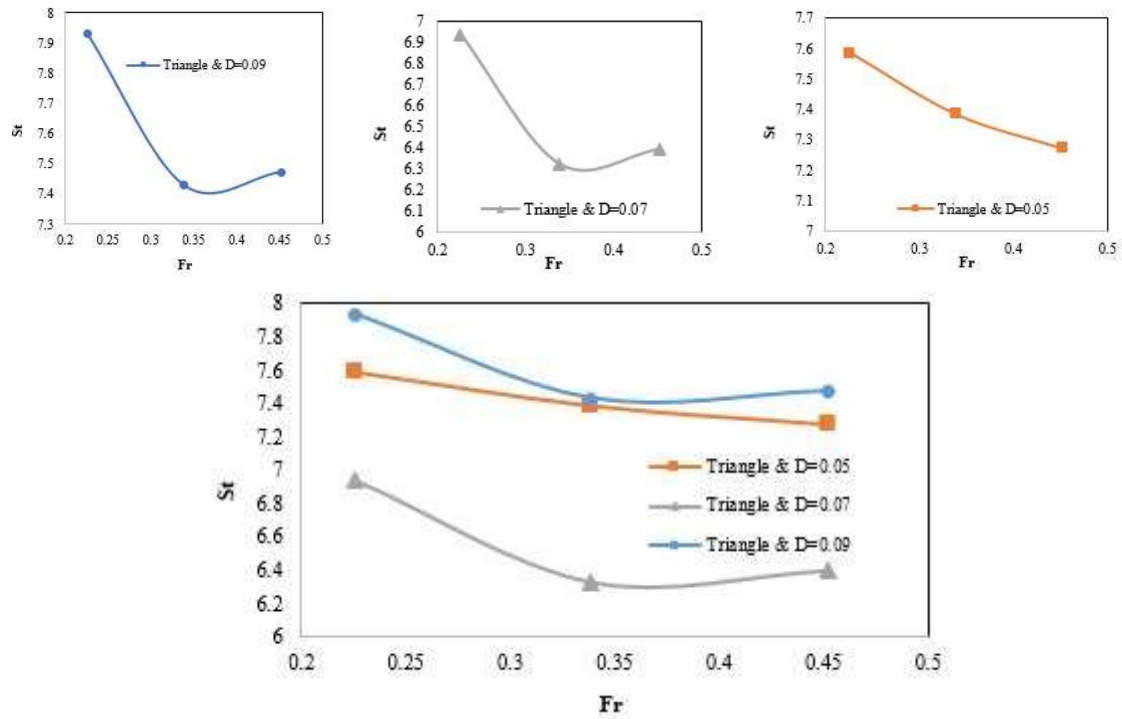 8
7.9
7.8
7.7
7.6
7.5
7.4
7.3
St
0.2 0.25 0.3 0.35 0.4 0.45 0.5
Fr
Triangle & D=0.09
7
6.9
6.8
6.7
6.6
6.5
6.4
6.3
6.2
6.1
6
St
0.2 0.3 0.4 0.5
Fr
Triangle & D=0.07
7.7
7.6
7.5
7.4
7.3
7.2
7.1
7
St
0.2 0.3 0.4 0.5
Fr
Triangle & D=0.05
8
7.8
7.6
7.4
7.2
7
6.8
6.6
6.4
6.2
6
St
0.2 0.25 0.3 0.35 0.4 0.45 0.5
Fr
Triangle & D=0.05
Triangle & D=0.07
Triangle & D=0.09